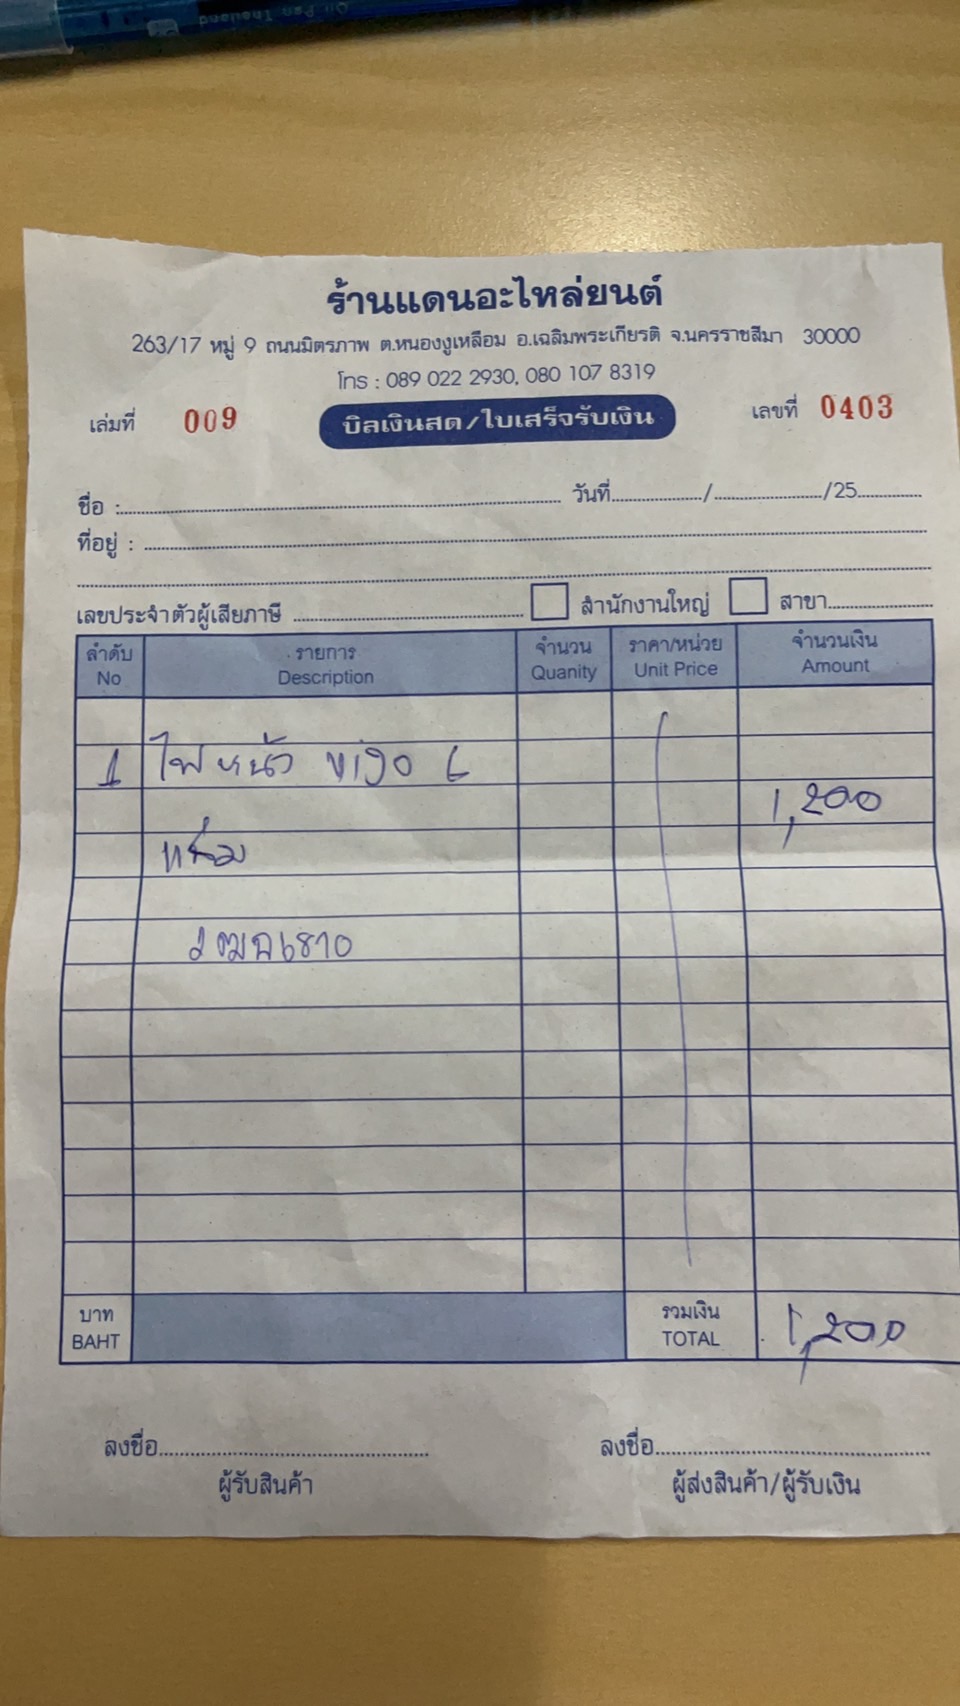 ร้านแดนอะไหล่ยนต์
263/17 หมู่ 9 ถนนมิตรภาพ ต.หนองงูเหลือม อ.เฉลิมพระเกียรติ จ.นครราชสีมา 30000
โทร : 089 022 2930, 080 107 8319
เล่มที่ 009 บิลเงินสด/ใบเสร็จรับเงิน เลขที่ 0403
ชื่อ : วันที่ / /25
ที่อยู่ :
เลขประจำตัวผู้เสียภาษี สำนักงานใหญ่ สาขา
ลำดับ รายการ จำนวน ราคา/หน่วย จำนวนเงิน
No Description Quanity Unit Price Amount
1 ไฟหน้า vigo L
1,200
บาท รวมเงิน
BAHT TOTAL 1,200
ลงชื่อ ลงชื่อ
ผู้รับสินค้า ผู้ส่งสินค้า/ผู้รับเงิน